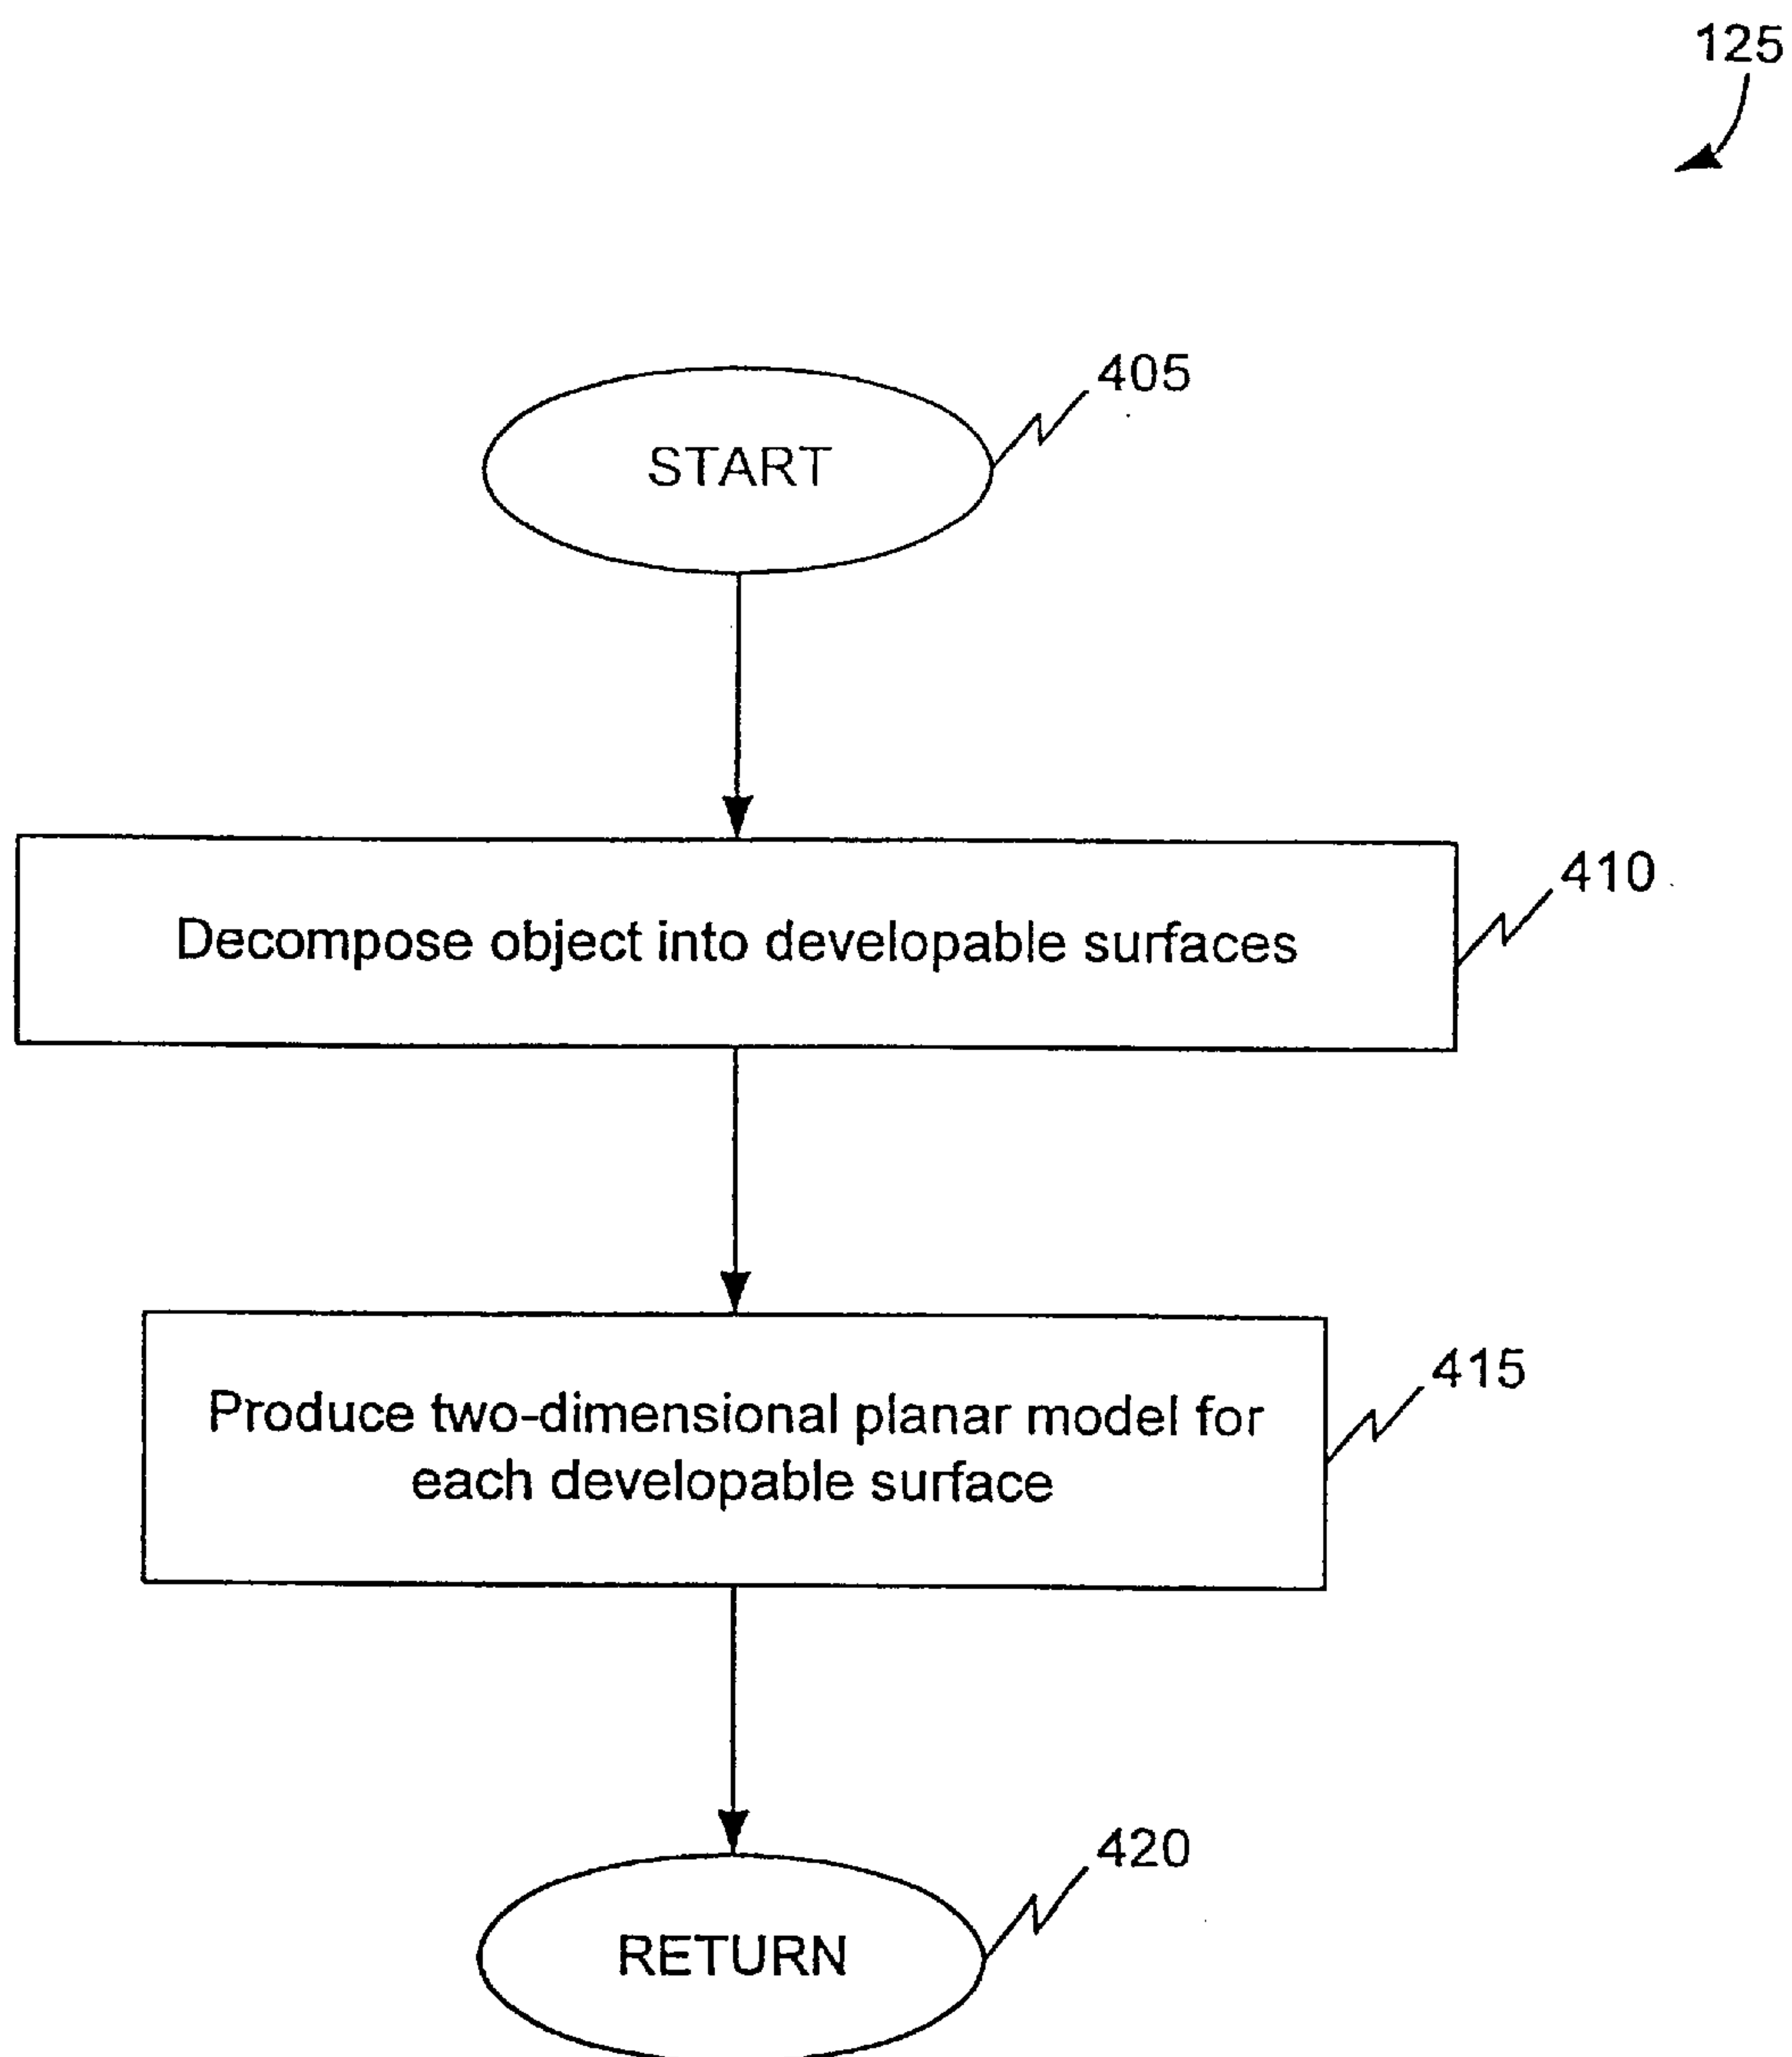 125
405
START
410
Decompose object into developable surfaces
415
Produce two-dimensional planar model for
each developable surface
420
RETURN